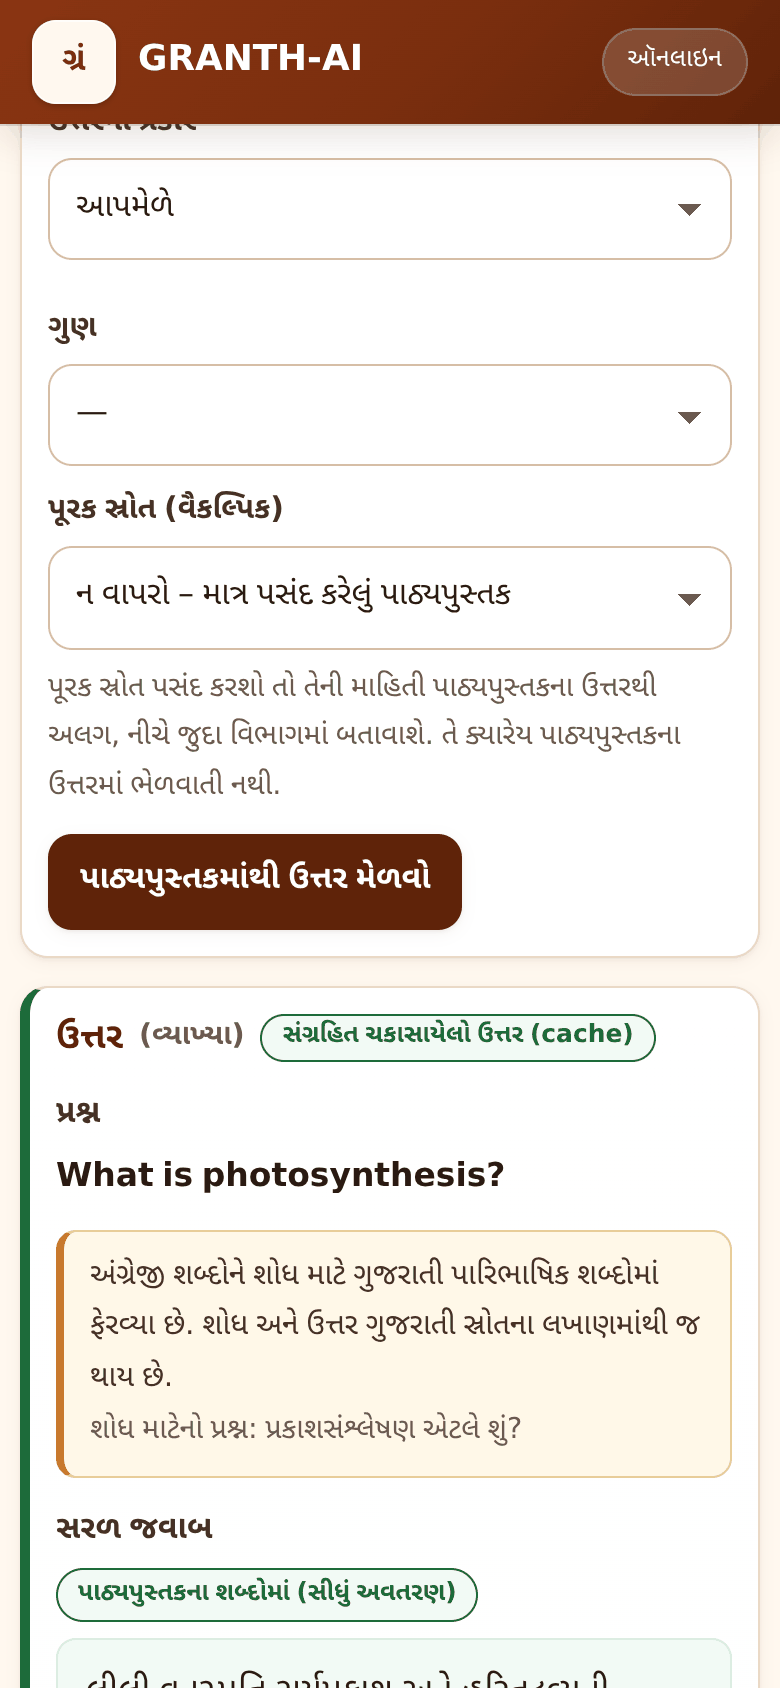 ગ્રં GRANTH-AI ઑનલાઇન
ઉત્તરનો પ્રકાર
આપમેળે
ગુણ
—
પૂરક સ્રોત (વૈકલ્પિક)
ન વાપરો – માત્ર પસંદ કરેલું પાઠ્યપુસ્તક
પૂરક સ્રોત પસંદ કરશો તો તેની માહિતી પાઠ્યપુસ્તકના ઉત્તરથી
અલગ, નીચે જુદા વિભાગમાં બતાવાશે. તે ક્યારેય પાઠ્યપુસ્તકના
ઉત્તરમાં ભેળવાતી નથી.
પાઠ્યપુસ્તકમાંથી ઉત્તર મેળવો
ઉત્તર (વ્યાખ્યા) સંગ્રહિત ચકાસાયેલો ઉત્તર (cache)
પ્રશ્ન
What is photosynthesis?
અંગ્રેજી શબ્દોને શોધ માટે ગુજરાતી પારિભાષિક શબ્દોમાં
ફેરવ્યા છે. શોધ અને ઉત્તર ગુજરાતી સ્રોતના લખાણમાંથી જ
થાય છે.
શોધ માટેનો પ્રશ્ન: પ્રકાશસંશ્લેષણ એટલે શું?
સરળ જવાબ
પાઠ્યપુસ્તકના શબ્દોમાં (સીધું અવતરણ)